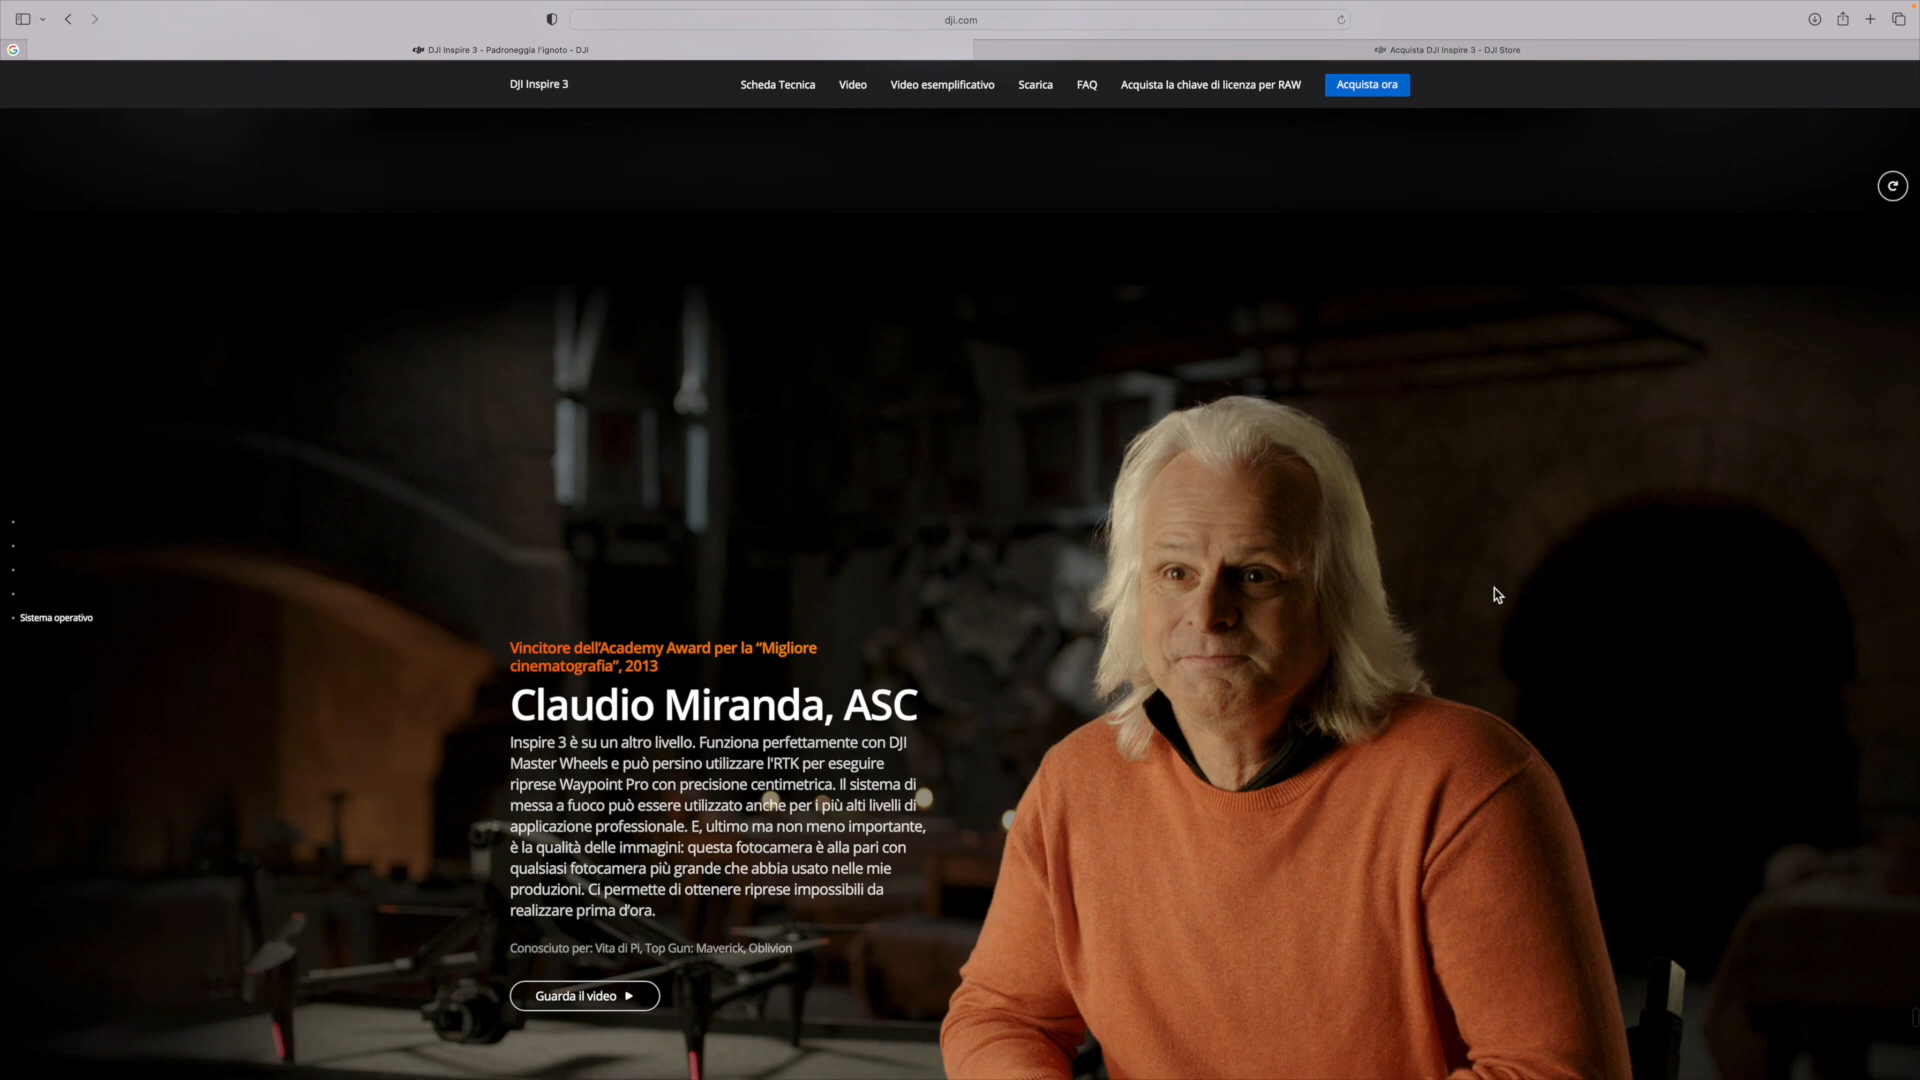 dji.com
DJI Inspire 3 - Padroneggia l'ignoto - DJI
Acquista DJI Inspire 3 - DJI Store
DJI Inspire 3
Scheda Tecnica
Video
Video esemplificativo
Scarica
FAQ
Acquista la chiave di licenza per RAW
Acquista ora
Sistema operativo
Vincitore dell'Academy Award per la “Migliore
cinematografia”, 2013
Claudio Miranda, ASC
Inspire 3 è su un altro livello. Funziona perfettamente con DJI
Master Wheels e può persino utilizzare l'RTK per eseguire
riprese Waypoint Pro con precisione centimetrica. Il sistema di
messa a fuoco può essere utilizzato anche per i più alti livelli di
applicazione professionale. E, ultimo ma non meno importante,
è la qualità delle immagini: questa fotocamera è alla pari con
qualsiasi fotocamera più grande che abbia usato nelle mie
produzioni. Ci permette di ottenere riprese impossibili da
realizzare prima d’ora.
Conosciuto per: Vita di Pi, Top Gun: Maverick, Oblivion
Guarda il video